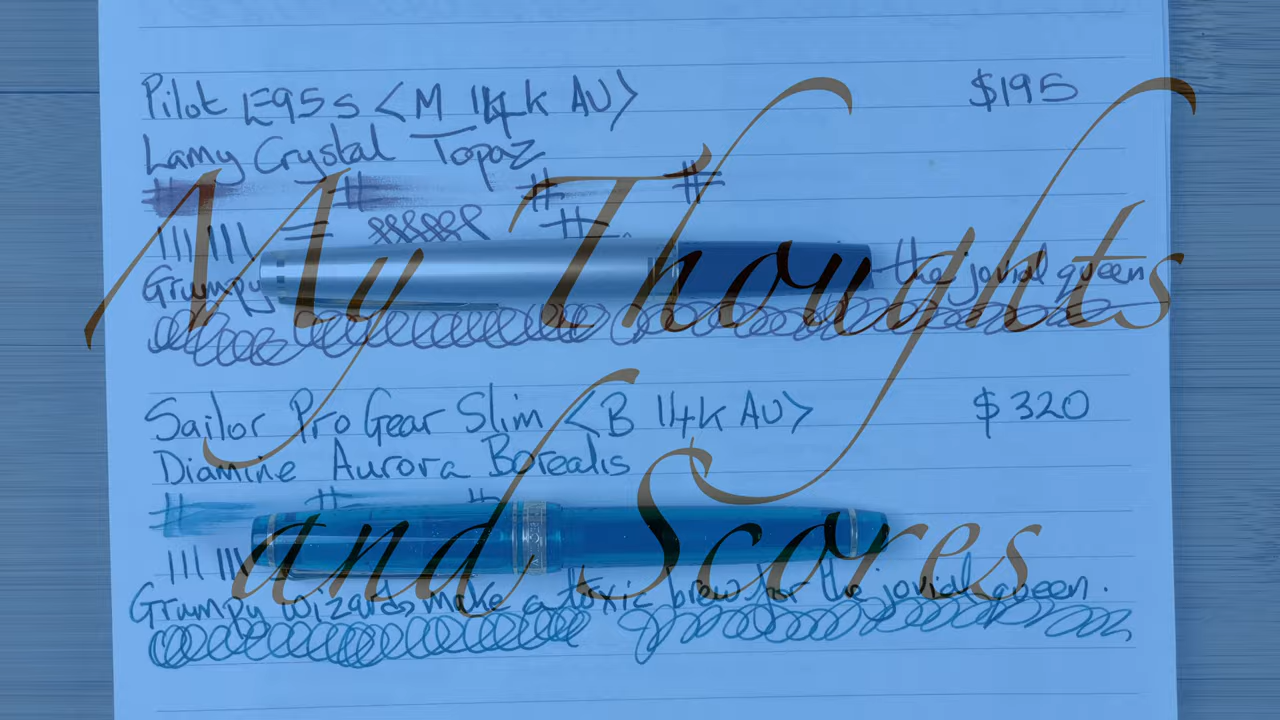 Pilot E95s <M 14k AU> $195
Lamy Crystal Topaz
# # # #
My Thoughts
Grumpy the jovial queen
Sailor Pro Gear Slim <B 14k AU> $320
Diamine Aurora Borealis
# # #
and Scores
Grumpy wizards make a toxic brew for the jovial queen.